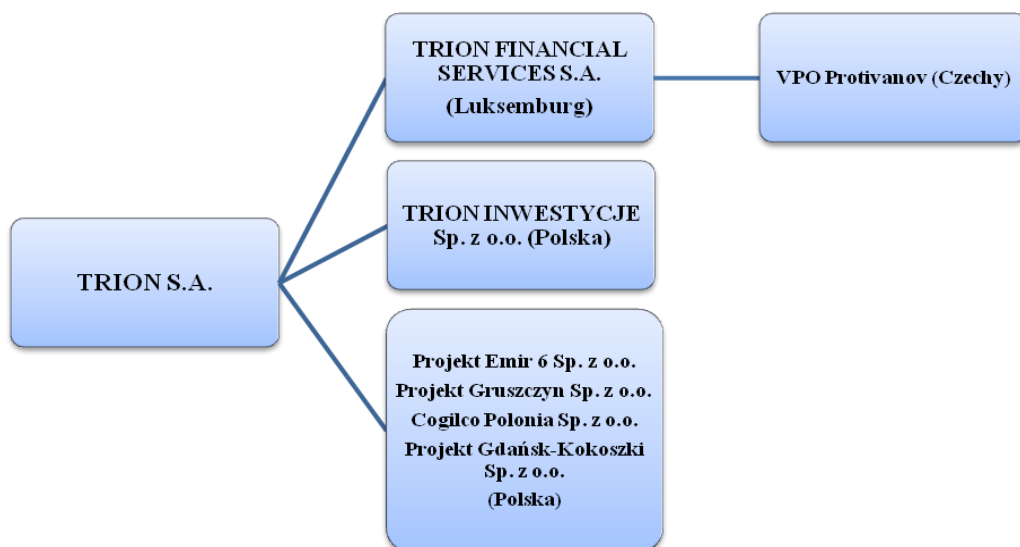 TRION S.A.
TRION FINANCIAL
SERVICES S.A.
(Luksemburg)
VPO Protivanov (Czechy)
TRION INWESTYCJE
Sp. z o.o. (Polska)
Projekt Emir 6 Sp. z o.o.
Projekt Gruszczyn Sp. z o.o.
Cogilco Polonia Sp. z o.o.
Projekt Gdańsk-Kokoszki
Sp. z o.o.
(Polska)